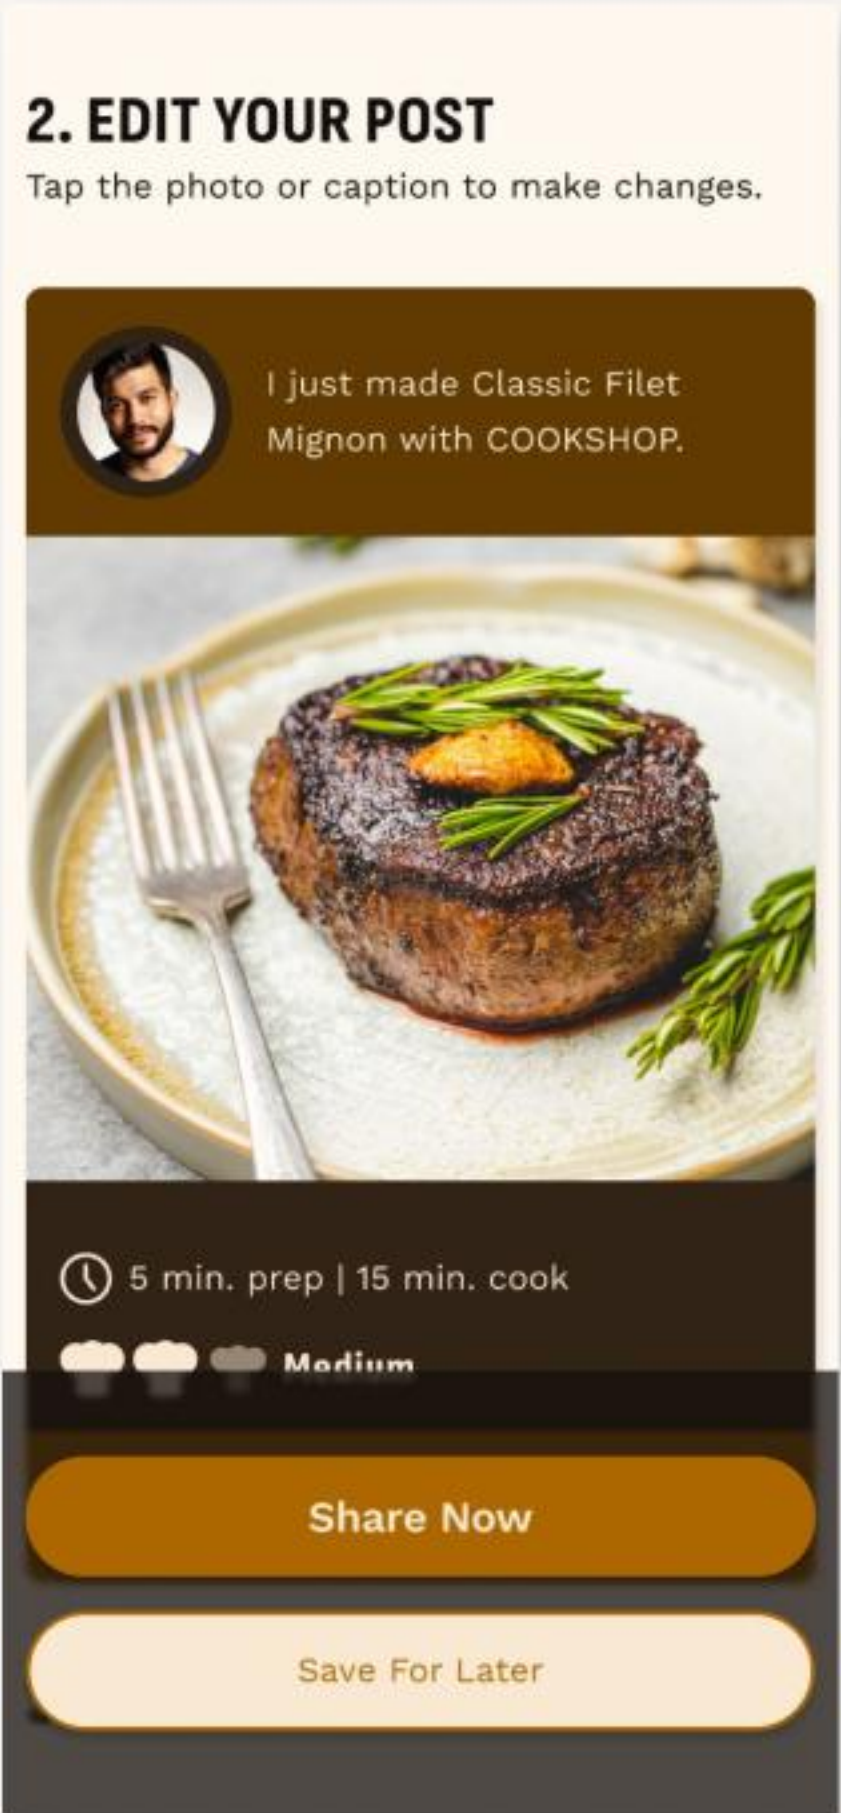 2. EDIT YOUR POST
Tap the photo or caption to make changes.
I just made Classic Filet
Mignon with COOKSHOP.
5 min. prep | 15 min. cook
Medium
Share Now
Save For Later